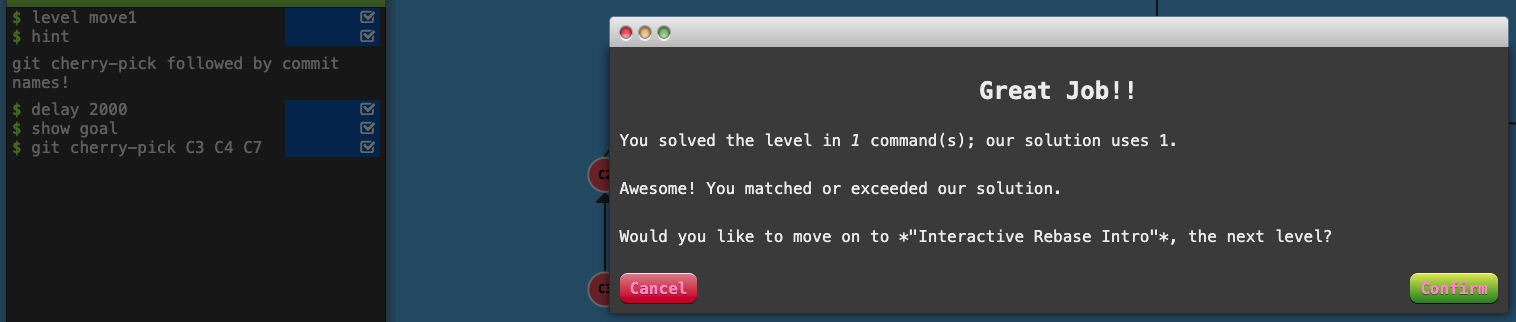 $ level move1
$ hint
git cherry-pick followed by commit
names!
$ delay 2000
$ show goal
$ git cherry-pick C3 C4 C7
Great Job!!
You solved the level in 1 command(s); our solution uses 1.
Awesome! You matched or exceeded our solution.
Would you like to move on to *"Interactive Rebase Intro"*, the next level?
Cancel
Confirm